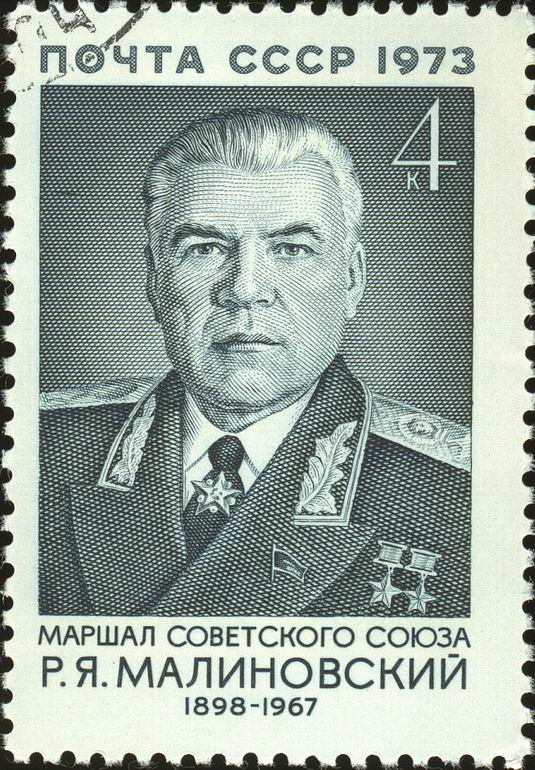 ПОЧТА СССР 1973
4
К
МАРШАЛ СОВЕТСКОГО СОЮЗА
Р.Я. МАЛИНОВСКИЙ
1898-1967